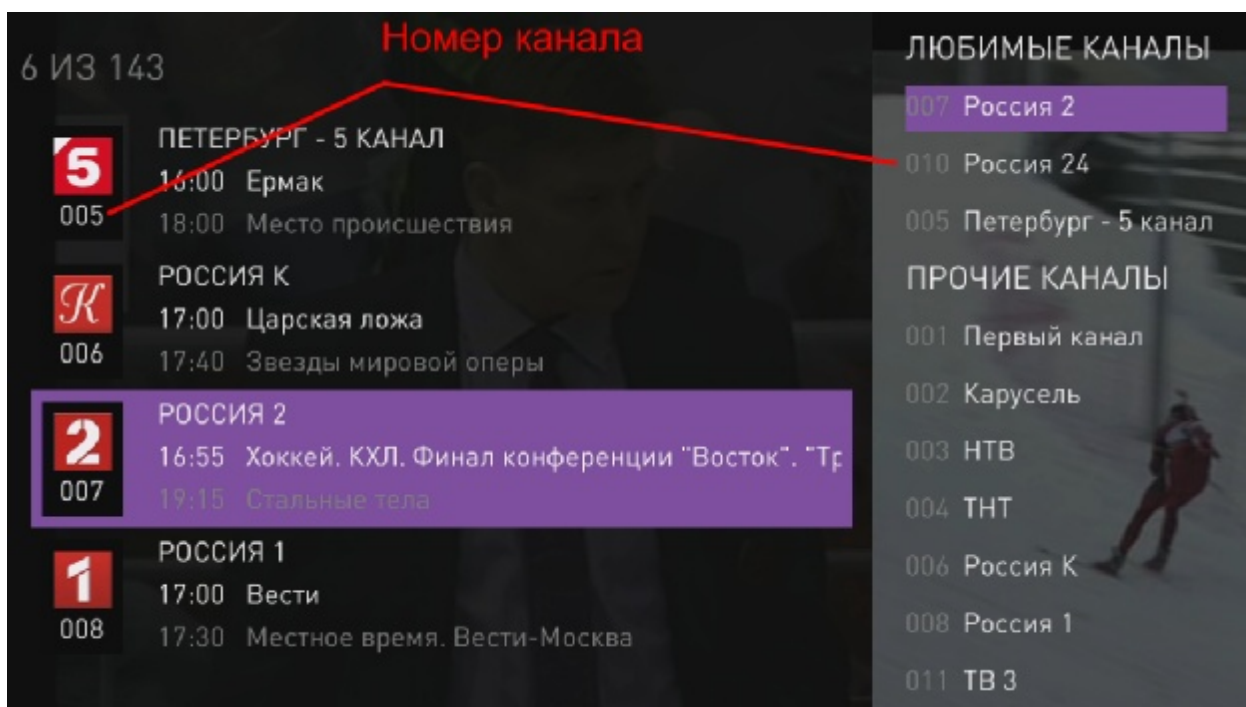 Номер канала
6 ИЗ 143
5
005
ПЕТЕРБУРГ - 5 КАНАЛ
16:00 Ермак
18:00 Место происшествия
К
006
РОССИЯ К
17:00 Царская ложа
17:40 Звезды мировой оперы
2
007
РОССИЯ 2
16:55 Хоккей. КХЛ. Финал конференции "Восток". "Тр
19:15 Стальные тела
1
008
РОССИЯ 1
17:00 Вести
17:30 Местное время. Вести-Москва
ЛЮБИМЫЕ КАНАЛЫ
007 Россия 2
010 Россия 24
005 Петербург - 5 канал
ПРОЧИЕ КАНАЛЫ
001 Первый канал
002 Карусель
003 НТВ
004 ТНТ
006 Россия К
008 Россия 1
011 ТВ 3